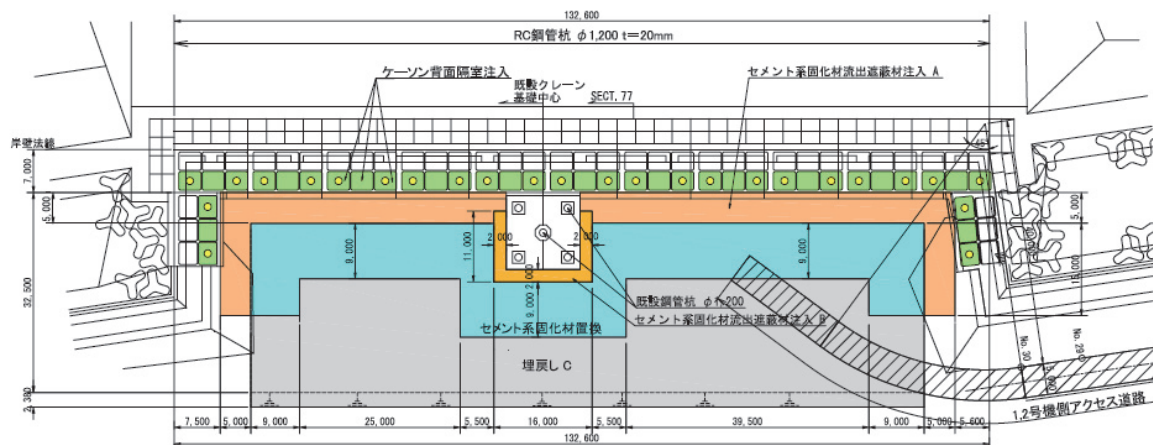 132,600
RC鋼管杭 φ1,200 t=20mm
ケーソン背面隔室注入
既設クレーン
基礎中心
SECT.77
セメント系固化材流出遮蔽材注入 A
岸壁法線
7,000
5,000
32,500
2,380
9,000
11,000
2,000
2,000
2,000
9,000
9,000
5,000
15,000
既設鋼管杭 φ1,200
セメント系固化材流出遮蔽材注入 B
セメント系固化材置換
埋戻し C
No. 30
No. 29
1,2号機側アクセス道路
7,500
5,000
9,000
25,000
5,500
16,000
5,500
39,500
9,000
5,000
5,600
132,600